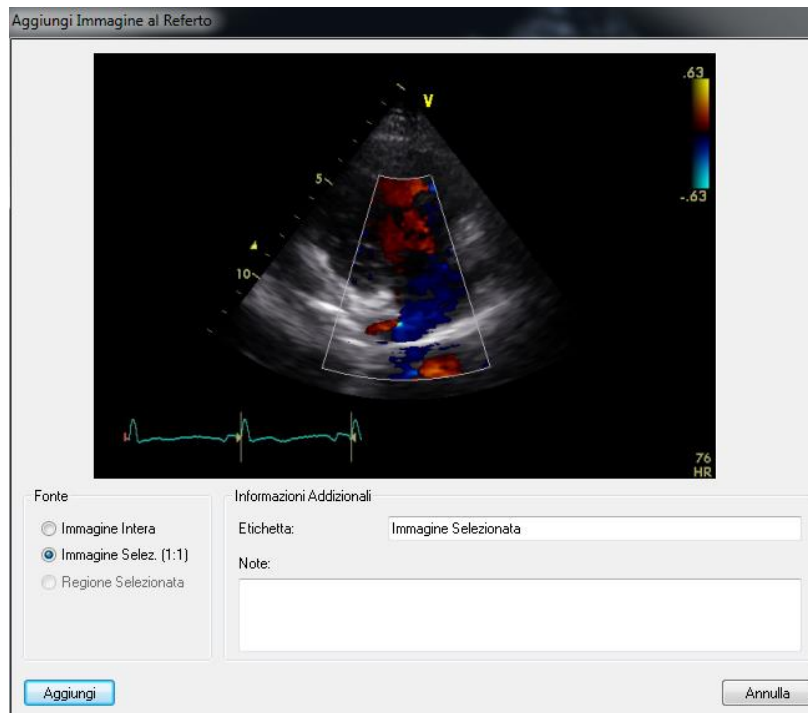 Aggiungi Immagine al Referto
V
.63
-.63
5
10
76
HR
Fonte
Immagine Intera
Immagine Selez. (1:1)
Regione Selezionata
Informazioni Addizionali
Etichetta:
Immagine Selezionata
Note:
Aggiungi
Annulla